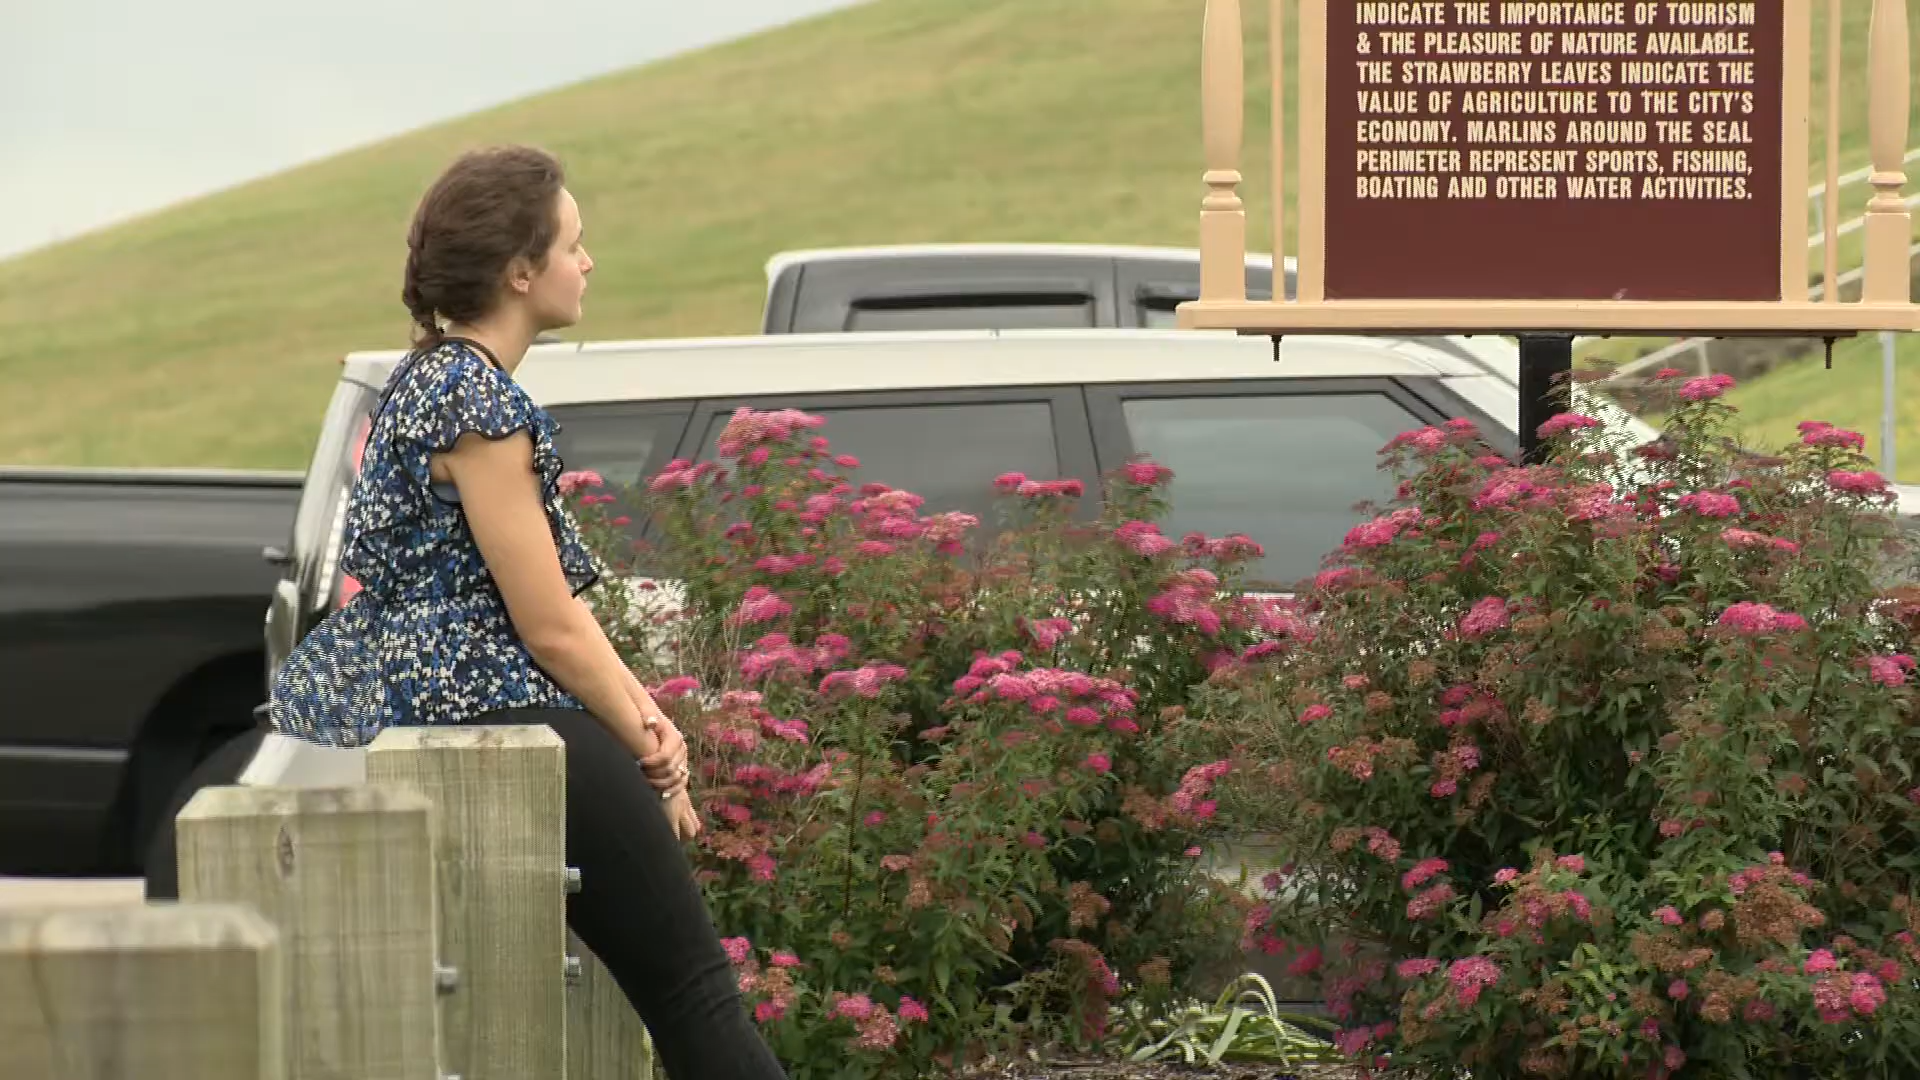 INDICATE THE IMPORTANCE OF TOURISM
& THE PLEASURE OF NATURE AVAILABLE.
THE STRAWBERRY LEAVES INDICATE THE
VALUE OF AGRICULTURE TO THE CITY'S
ECONOMY. MARLINS AROUND THE SEAL
PERIMETER REPRESENT SPORTS, FISHING,
BOATING AND OTHER WATER ACTIVITIES.